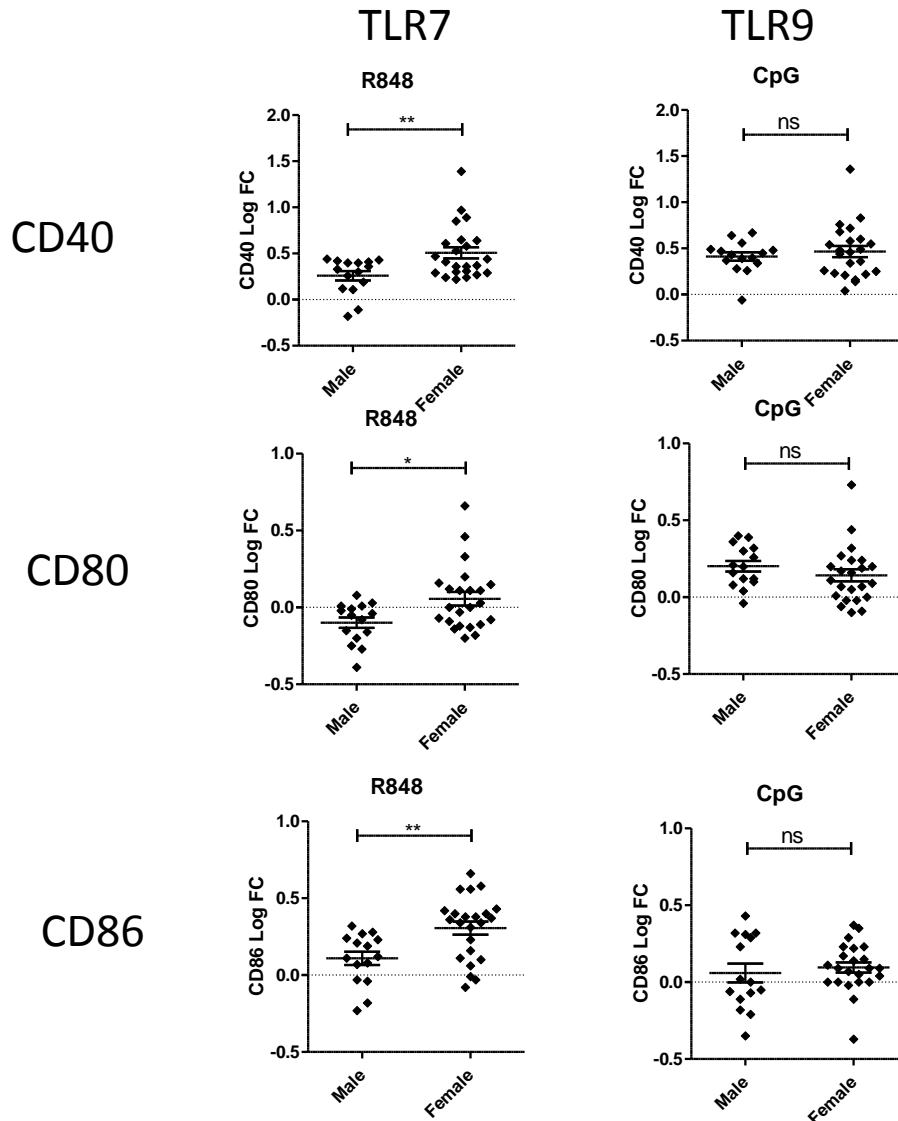 TLR7
TLR9
CD40
R848
CD40 Log FC
2.0
1.5
1.0
0.5
0.0
-0.5
**
Male
Female
CpG
CD40 Log FC
2.0
1.5
1.0
0.5
0.0
-0.5
ns
Male
Female
CD80
R848
CD80 Log FC
1.0
0.5
0.0
-0.5
*
Male
Female
CpG
CD80 Log FC
1.0
0.5
0.0
-0.5
ns
Male
Female
CD86
R848
CD86 Log FC
1.0
0.5
0.0
-0.5
**
Male
Female
CpG
CD86 Log FC
1.0
0.5
0.0
-0.5
ns
Male
Female